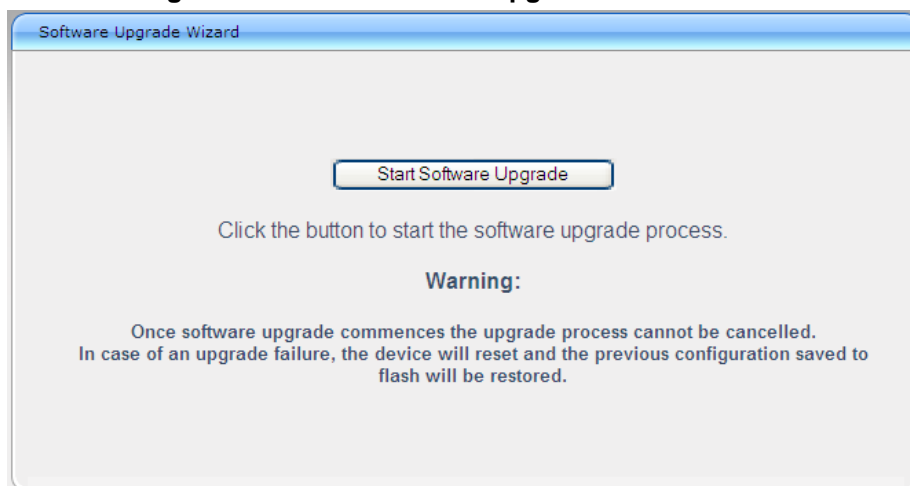 Software Upgrade Wizard
Start Software Upgrade
Click the button to start the software upgrade process.
Warning:
Once software upgrade commences the upgrade process cannot be cancelled.
In case of an upgrade failure, the device will reset and the previous configuration saved to
flash will be restored.